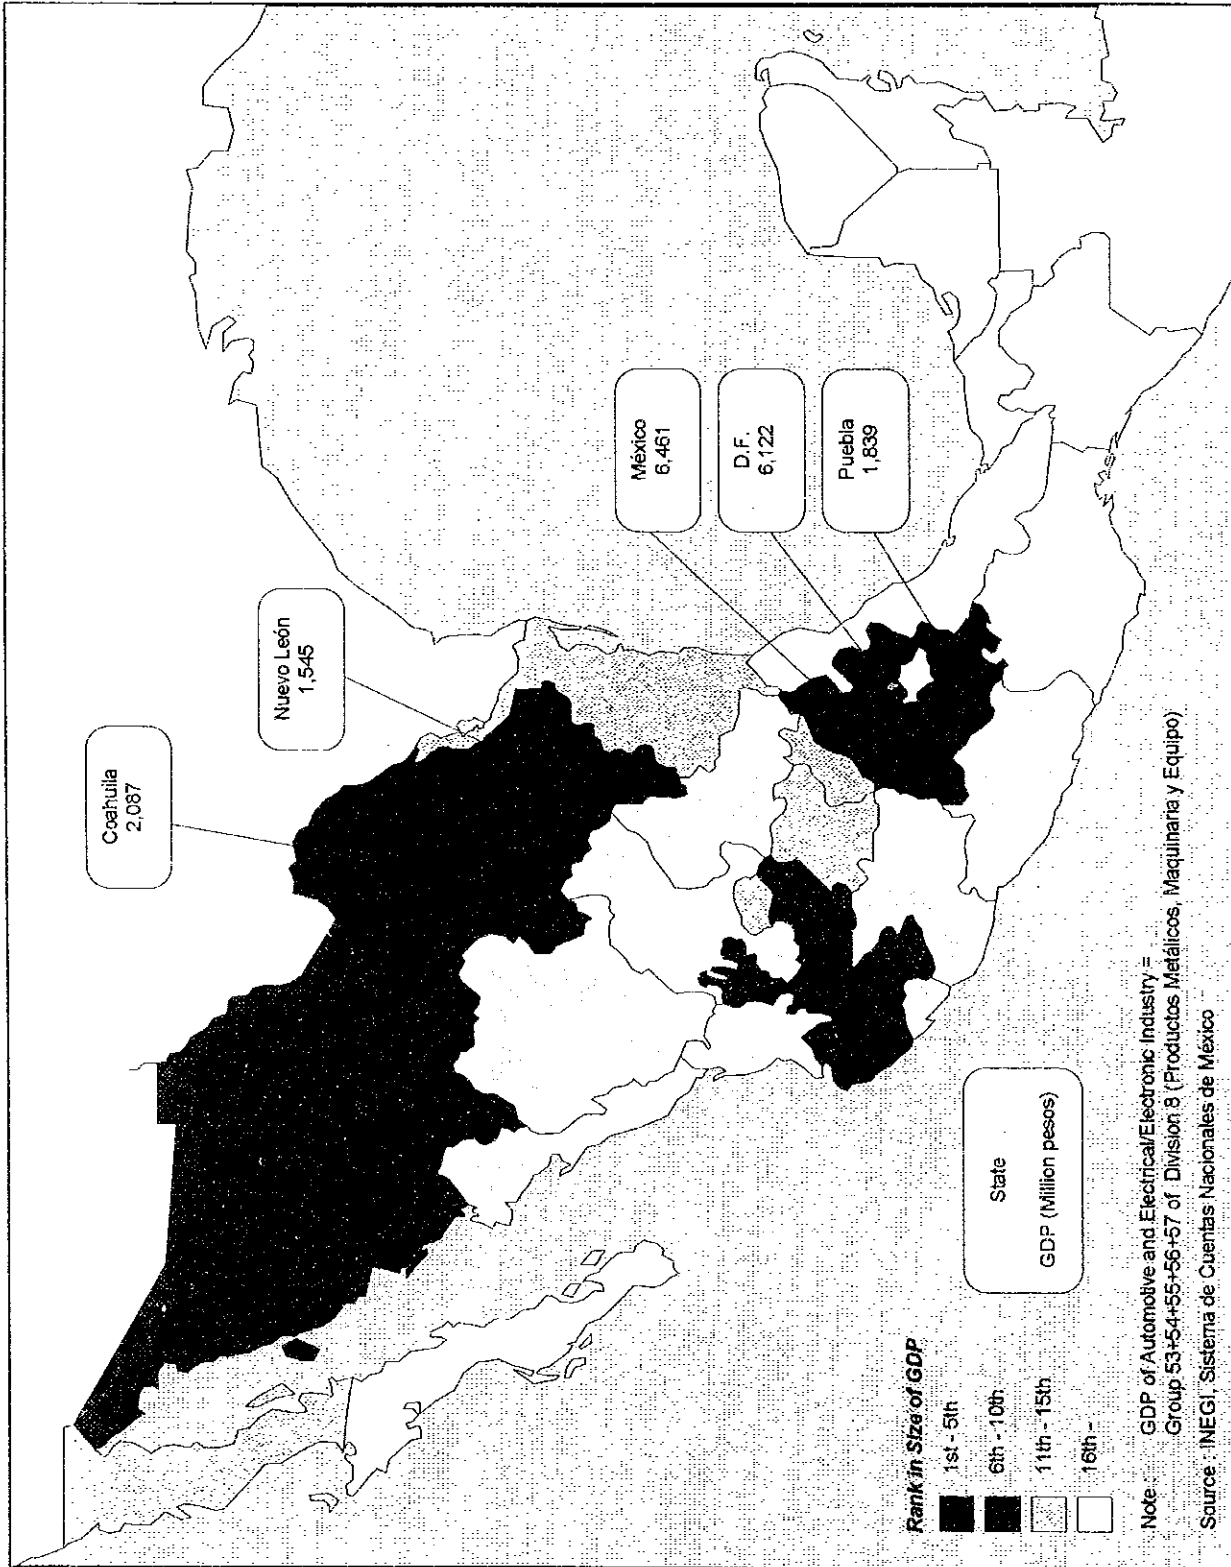 Coahuila
2,087
Nuevo León
1,545
México
6,461
D.F.
6,122
Puebla
1,839
State
GDP (Million pesos)
Rank in Size of GDP
1st - 5th
6th - 10th
11th - 15th
16th -
Note : GDP of Automotive and Electrical/Electronic Industry =
Group 53+54+55+56+57 of Division 8 (Productos Metálicos, Maquinaria y Equipo)
Source : INEGI, Sistema de Cuentas Nacionales de México